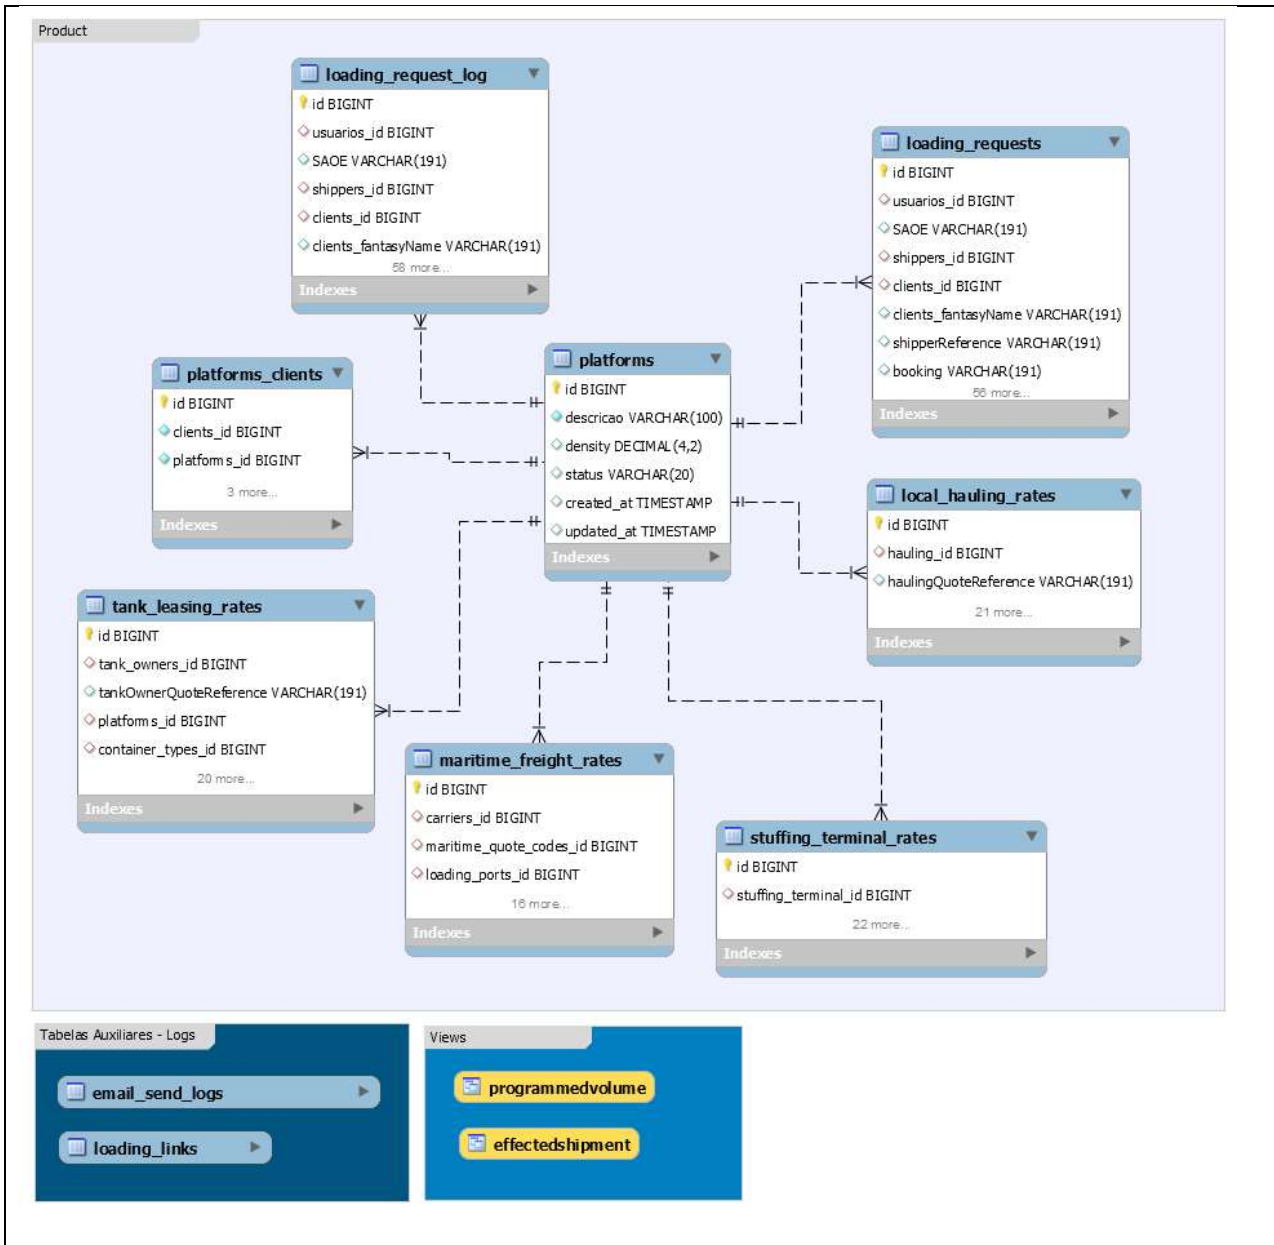 Product
loading_request_log
id BIGINT
usuarios_id BIGINT
SAOE VARCHAR(191)
shippers_id BIGINT
clients_id BIGINT
clients_fantasyName VARCHAR(191)
58 more...
Indexes
loading_requests
id BIGINT
usuarios_id BIGINT
SAOE VARCHAR(191)
shippers_id BIGINT
clients_id BIGINT
clients_fantasyName VARCHAR(191)
shipperReference VARCHAR(191)
booking VARCHAR(191)
56 more...
Indexes
platforms_clients
id BIGINT
clients_id BIGINT
platforms_id BIGINT
3 more...
Indexes
platforms
id BIGINT
descricao VARCHAR(100)
density DECIMAL(4,2)
status VARCHAR(20)
created_at TIMESTAMP
updated_at TIMESTAMP
Indexes
local_hauling_rates
id BIGINT
hauling_id BIGINT
haulingQuoteReference VARCHAR(191)
21 more...
Indexes
tank_leasing_rates
id BIGINT
tank_owners_id BIGINT
tankOwnerQuoteReference VARCHAR(191)
platforms_id BIGINT
container_types_id BIGINT
20 more...
Indexes
maritime_freight_rates
id BIGINT
carriers_id BIGINT
maritime_quote_codes_id BIGINT
loading_ports_id BIGINT
16 more...
Indexes
stuffing_terminal_rates
id BIGINT
stuffing_terminal_id BIGINT
22 more...
Indexes
Tabelas Auxiliares - Logs
email_send_logs
loading_links
Views
programmedvolume
effectedshipment